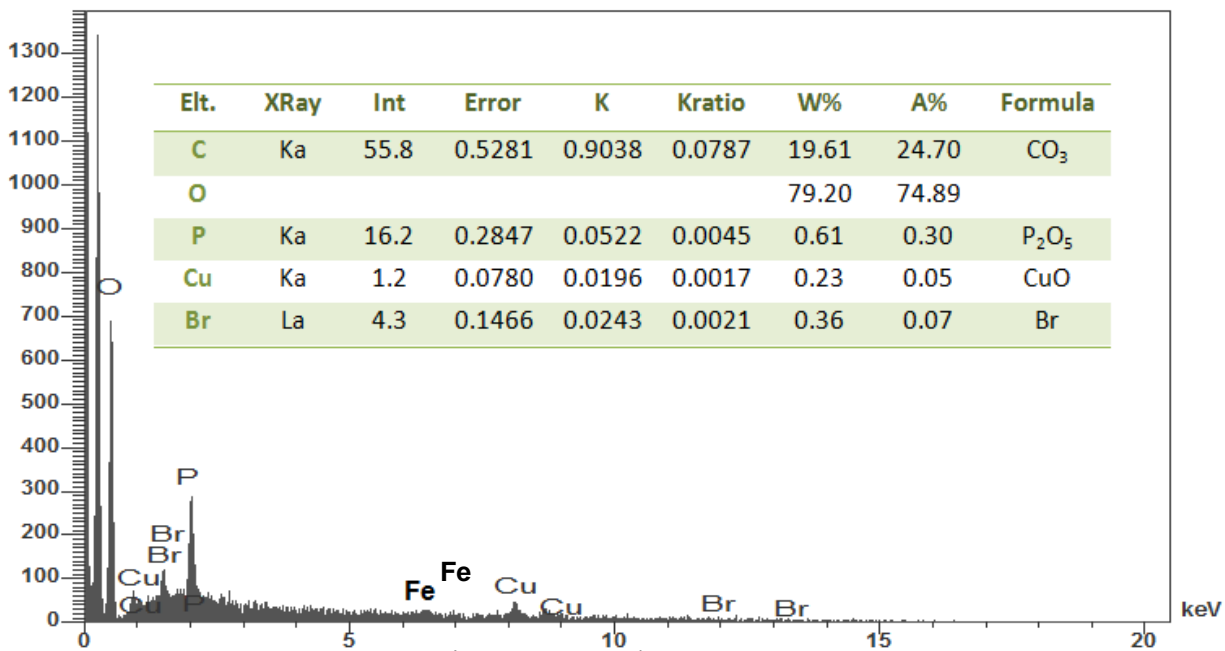 1300
1200
1100
1000
900
800
700
600
500
400
300
200
100
0
Elt. XRay Int Error K Kratio W% A% Formula
C Ka 55.8 0.5281 0.9038 0.0787 19.61 24.70 CO₃
O 79.20 74.89
P Ka 16.2 0.2847 0.0522 0.0045 0.61 0.30 P₂O₅
Cu Ka 1.2 0.0780 0.0196 0.0017 0.23 0.05 CuO
Br La 4.3 0.1466 0.0243 0.0021 0.36 0.07 Br
O
P
Br
Br
Cu
Cu
P
Fe
Fe
Cu
Cu
Br
Br
keV
0 5 10 15 20